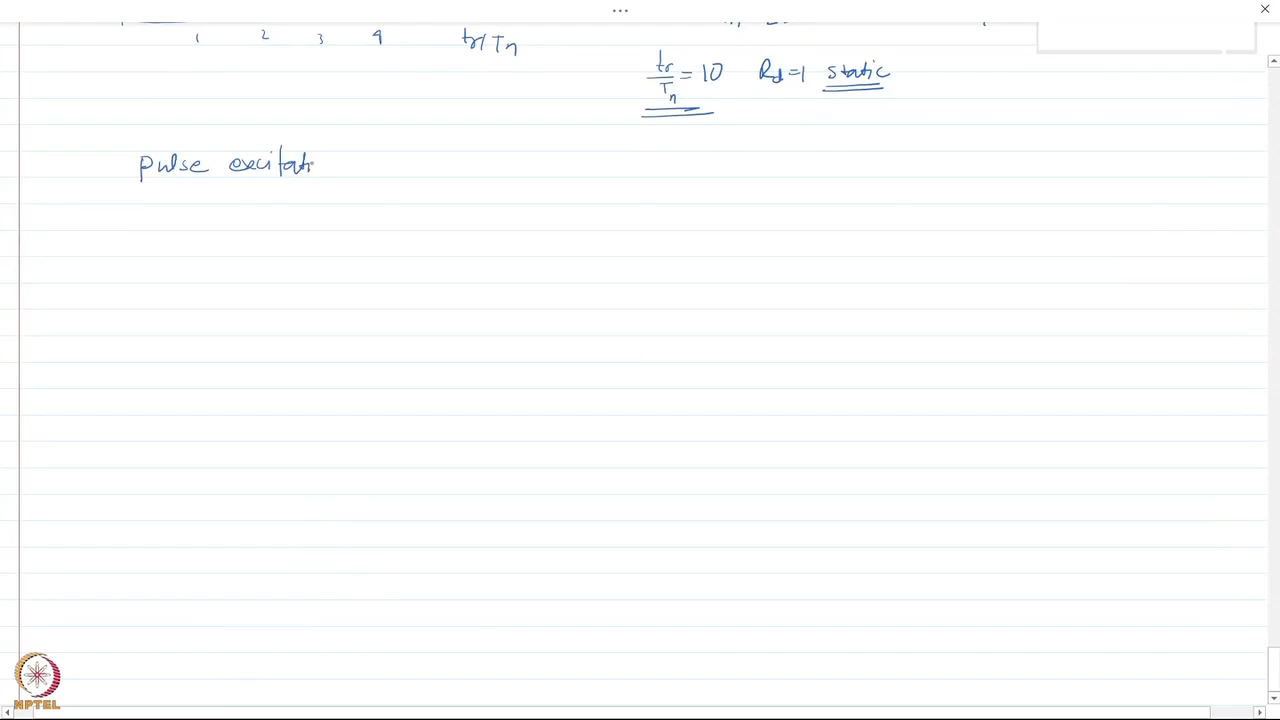 1 2 3 4 tr/Tn
tr/Tn = 10 Rd=1 static
pulse excitati
NPTEL